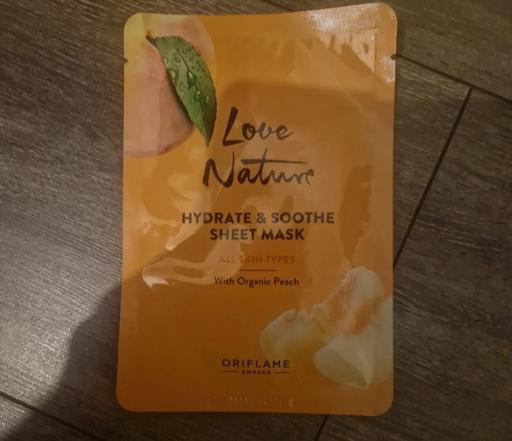 Love
Nature
HYDRATE & SOOTHE
SHEET MASK
ALL SKIN TYPES
With Organic Peach
ORIFLAME
SWEDEN